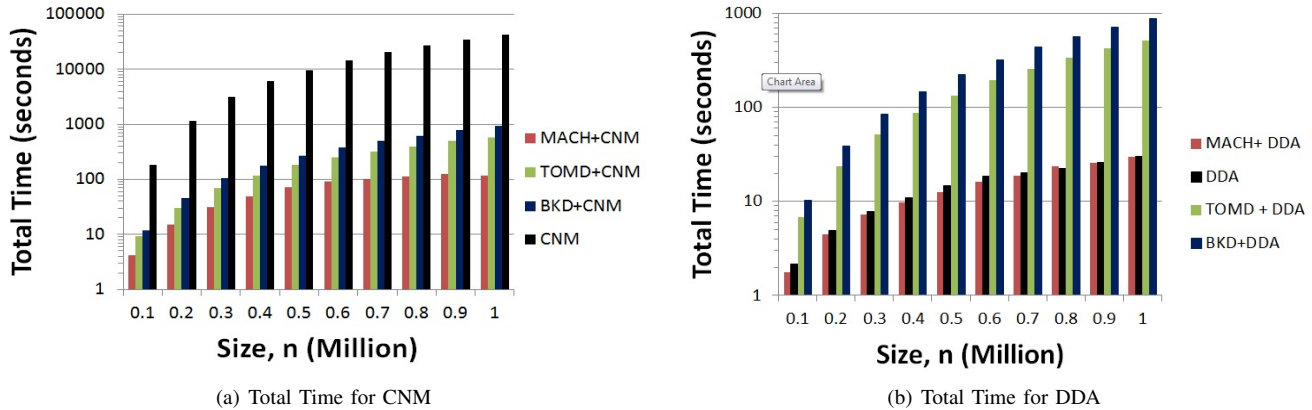 100000
10000
1000
100
10
1
Total Time (seconds)
0.1 0.2 0.3 0.4 0.5 0.6 0.7 0.8 0.9 1
Size, n (Million)
MACH+CNM
TOMD+CNM
BKD+CNM
CNM
(a) Total Time for CNM
1000
100
10
1
Total Time (seconds)
Chart Area
0.1 0.2 0.3 0.4 0.5 0.6 0.7 0.8 0.9 1
Size, n (Million)
MACH+ DDA
DDA
TOMD + DDA
BKD+DDA
(b) Total Time for DDA